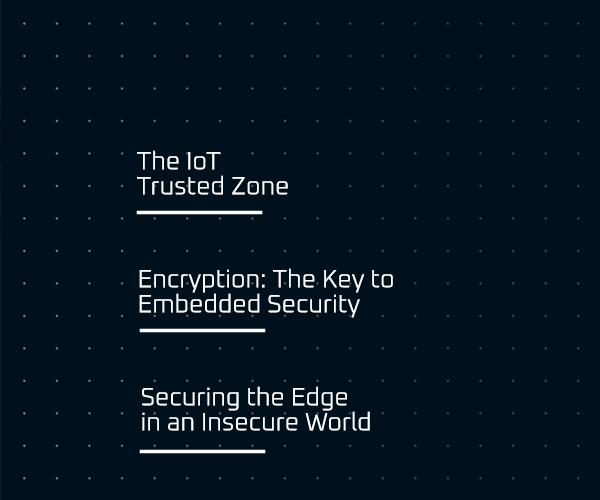 The IoT
Trusted Zone
Encryption: The Key to
Embedded Security
Securing the Edge
in an Insecure World